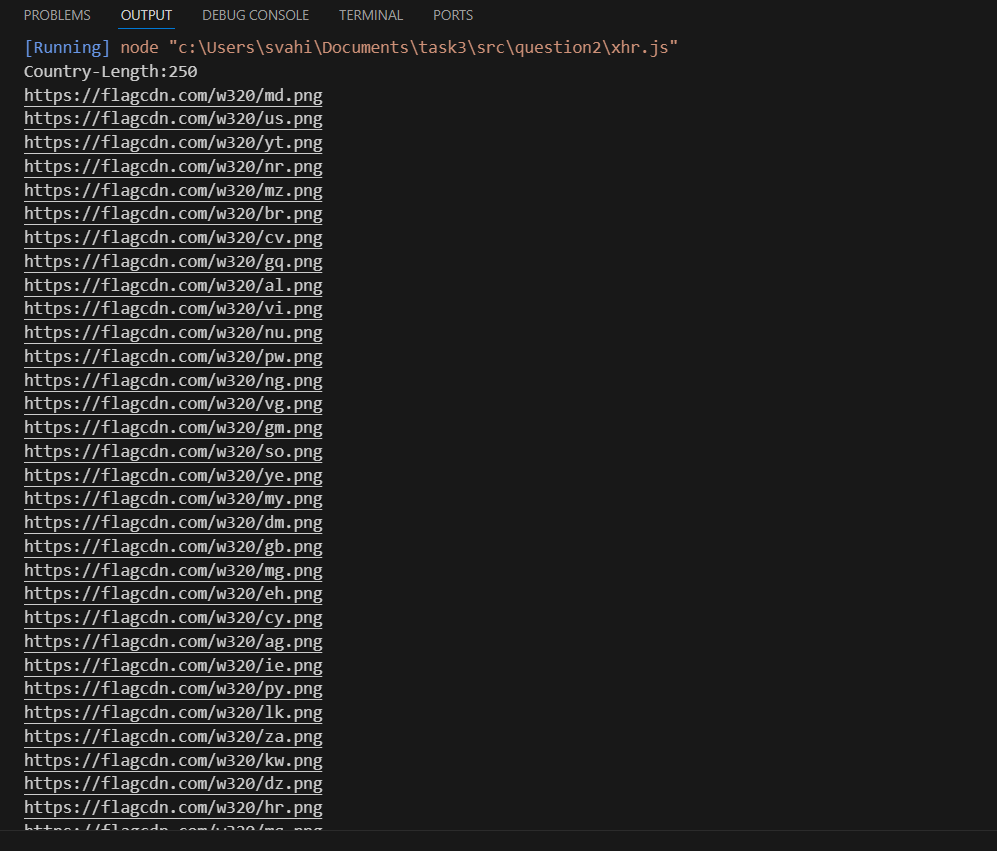 PROBLEMS OUTPUT DEBUG CONSOLE TERMINAL PORTS
[Running] node "c:\Users\svahi\Documents\task3\src\question2\xhr.js"
Country-Length:250
https://flagcdn.com/w320/md.png
https://flagcdn.com/w320/us.png
https://flagcdn.com/w320/yt.png
https://flagcdn.com/w320/nr.png
https://flagcdn.com/w320/mz.png
https://flagcdn.com/w320/br.png
https://flagcdn.com/w320/cv.png
https://flagcdn.com/w320/gq.png
https://flagcdn.com/w320/al.png
https://flagcdn.com/w320/vi.png
https://flagcdn.com/w320/nu.png
https://flagcdn.com/w320/pw.png
https://flagcdn.com/w320/ng.png
https://flagcdn.com/w320/vg.png
https://flagcdn.com/w320/gm.png
https://flagcdn.com/w320/so.png
https://flagcdn.com/w320/ye.png
https://flagcdn.com/w320/my.png
https://flagcdn.com/w320/dm.png
https://flagcdn.com/w320/gb.png
https://flagcdn.com/w320/mg.png
https://flagcdn.com/w320/eh.png
https://flagcdn.com/w320/cy.png
https://flagcdn.com/w320/ag.png
https://flagcdn.com/w320/ie.png
https://flagcdn.com/w320/py.png
https://flagcdn.com/w320/lk.png
https://flagcdn.com/w320/za.png
https://flagcdn.com/w320/kw.png
https://flagcdn.com/w320/dz.png
https://flagcdn.com/w320/hr.png